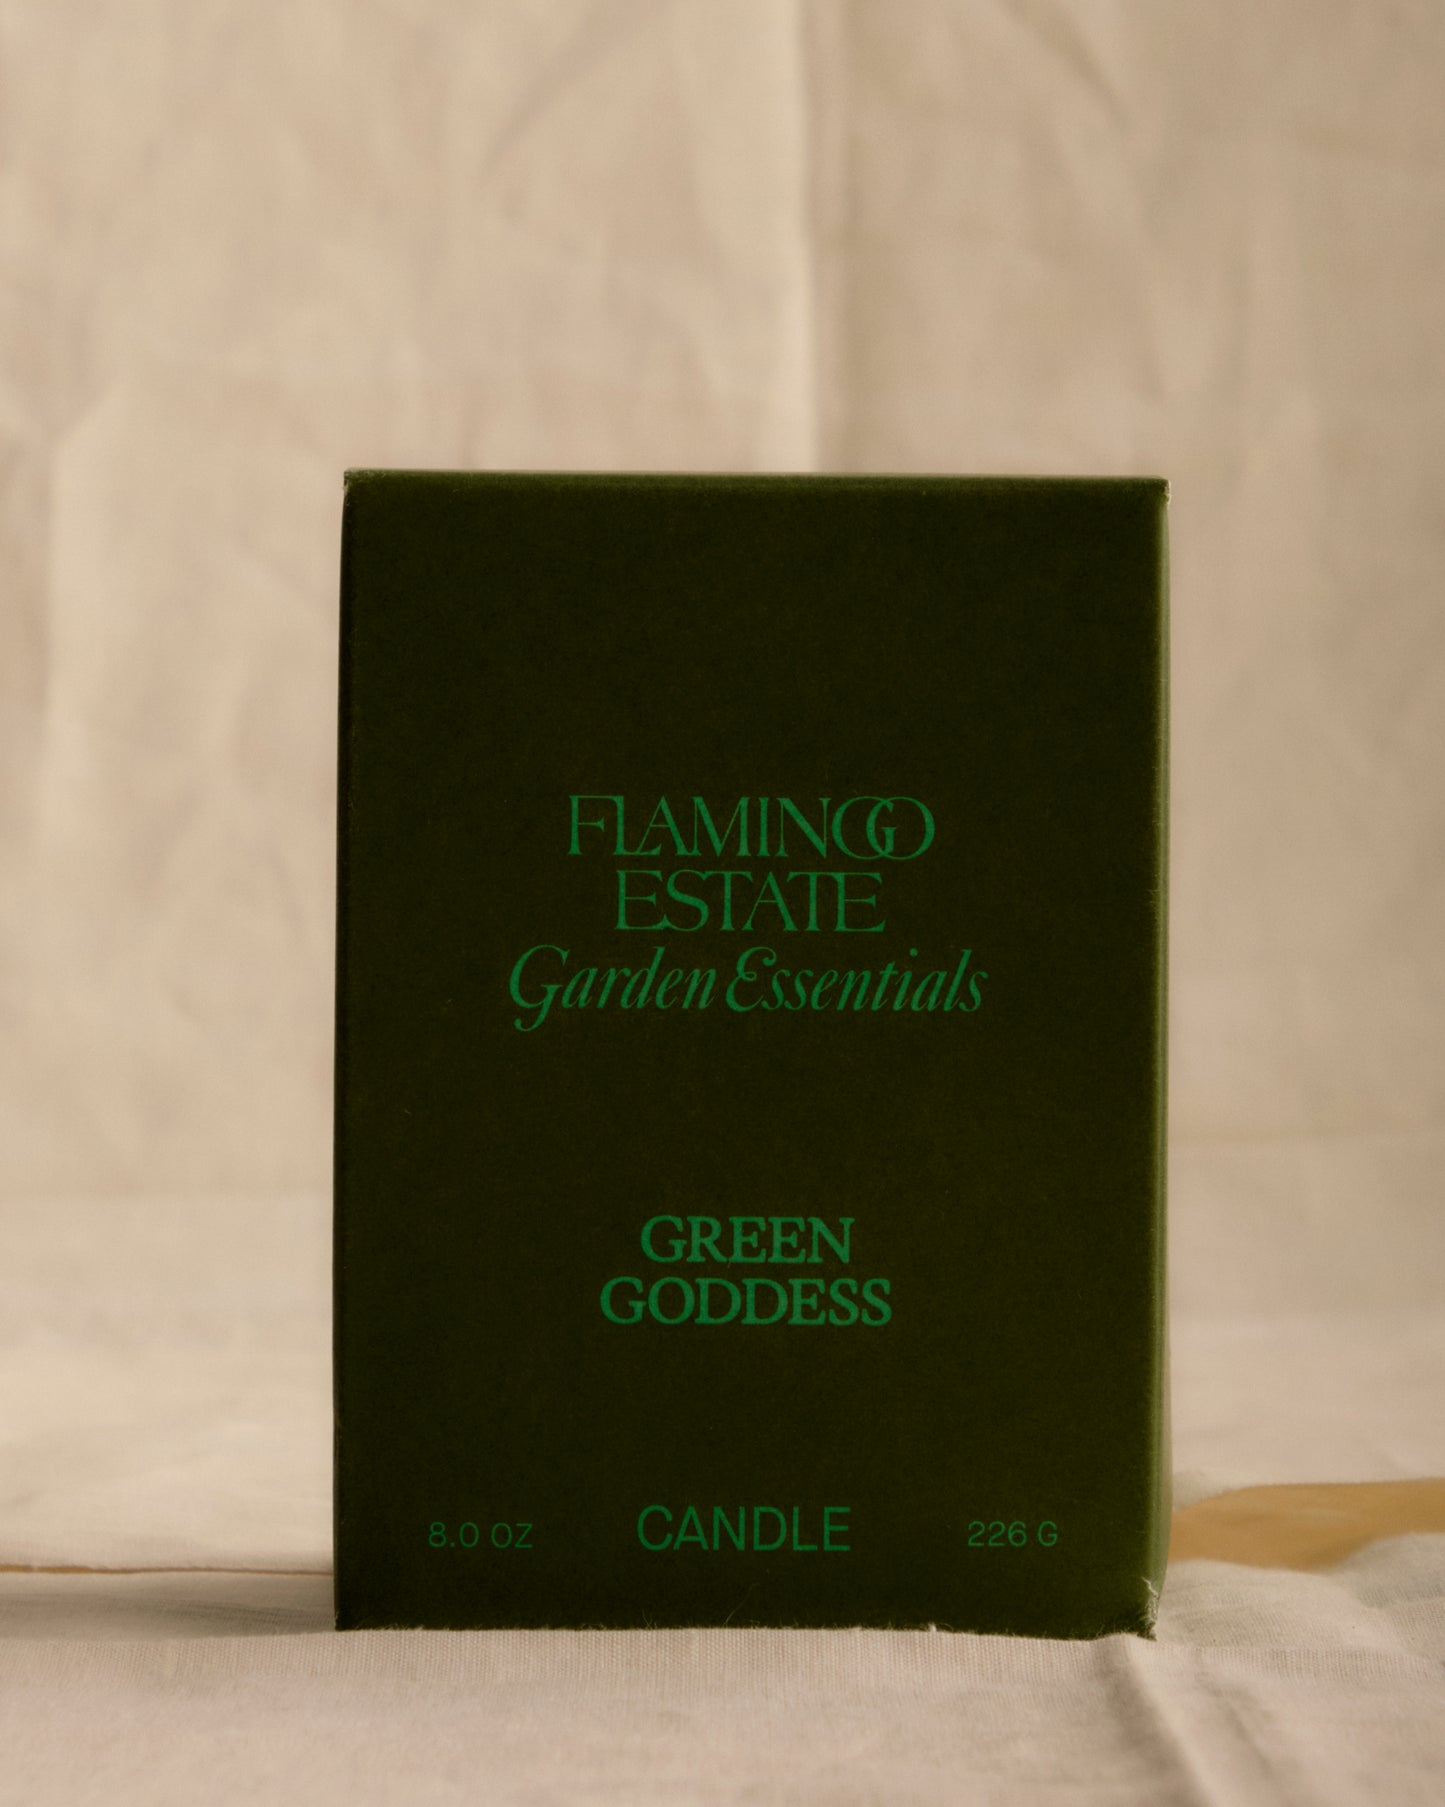 FLAMINGO
ESTATE
Garden Essentials
GREEN
GODDESS
8.0 OZ CANDLE 226 G